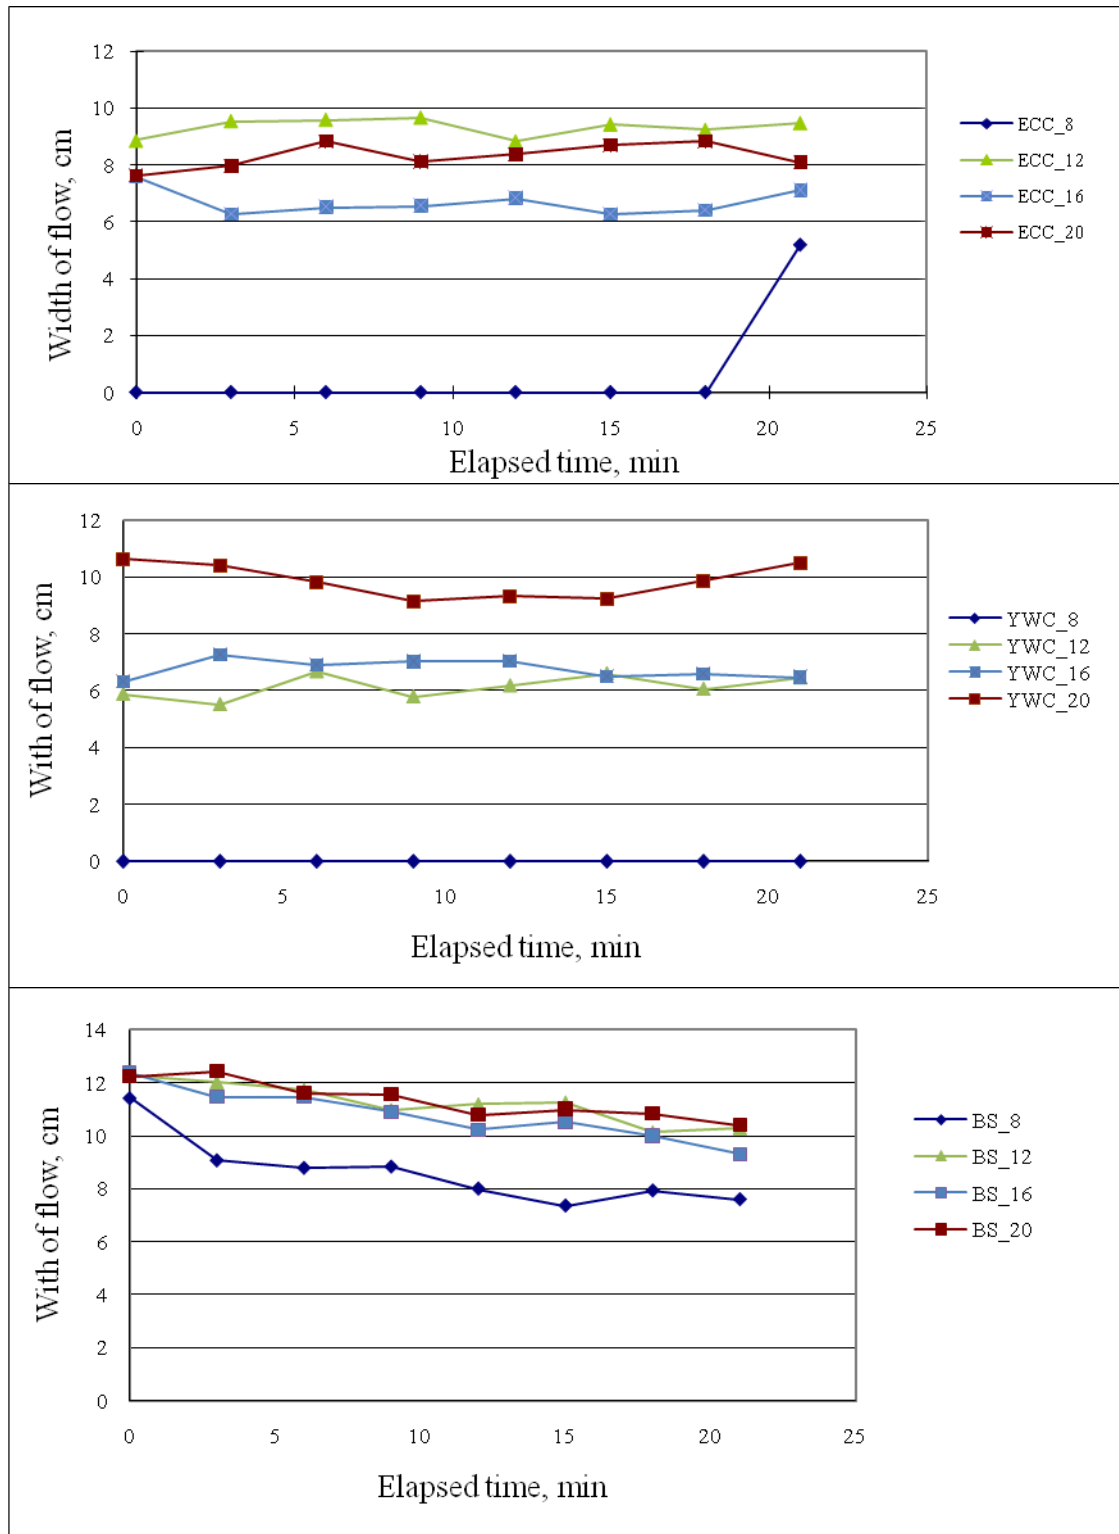 12
10
8
6
4
2
0
Width of flow, cm
0 5 10 15 20 25
Elapsed time, min
ECC_8
ECC_12
ECC_16
ECC_20
12
10
8
6
4
2
0
With of flow, cm
0 5 10 15 20 25
Elapsed time, min
YWC_8
YWC_12
YWC_16
YWC_20
14
12
10
8
6
4
2
0
With of flow, cm
0 5 10 15 20 25
Elapsed time, min
BS_8
BS_12
BS_16
BS_20